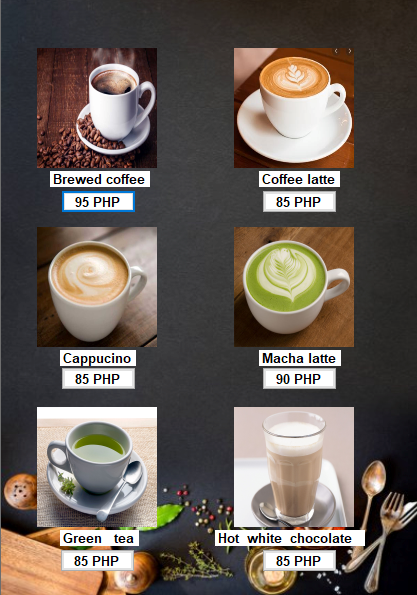 Brewed coffee
Coffee latte
95 PHP
85 PHP
Cappucino
Macha latte
85 PHP
90 PHP
Green tea
Hot white chocolate
85 PHP
85 PHP